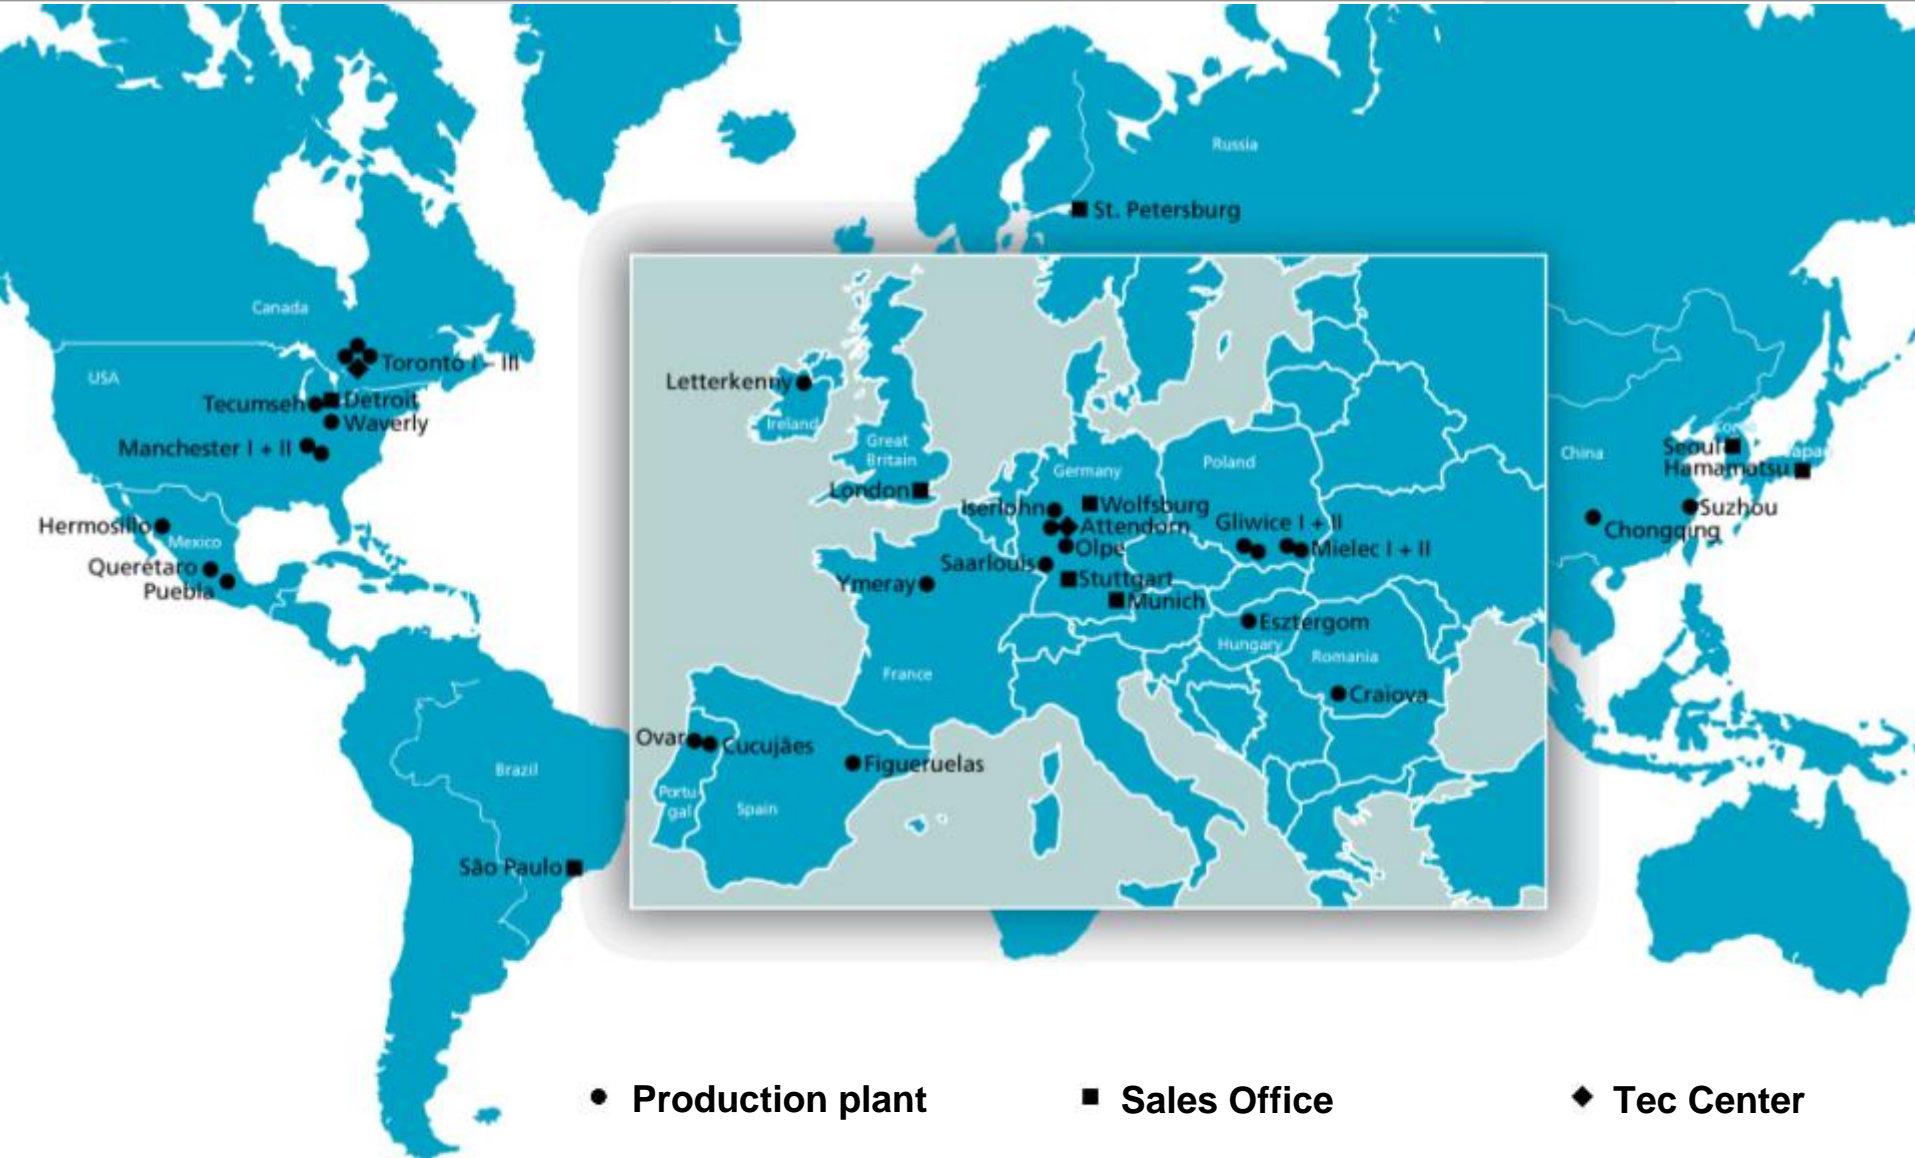 Russia
St. Petersburg
Canada
USA
Toronto I – III
Tecumseh
Detroit
Waverly
Manchester I + II
Hermosillo
Mexico
Querétaro
Puebla
Brazil
São Paulo
Letterkenny
Ireland
Great
Britain
London
Germany
Poland
Iserlohn
Wolfsburg
Attendorn
Gliwice I + II
Olpe
Mielec I + II
Saarlouis
Ymeray
Stuttgart
Munich
Esztergom
Hungary
Romania
France
Craiova
Ovar
Cucujães
Figueruelas
Portu
gal
Spain
China
Seoul
Hamamatsu
Suzhou
Chongqing
Production plant
Sales Office
Tec Center